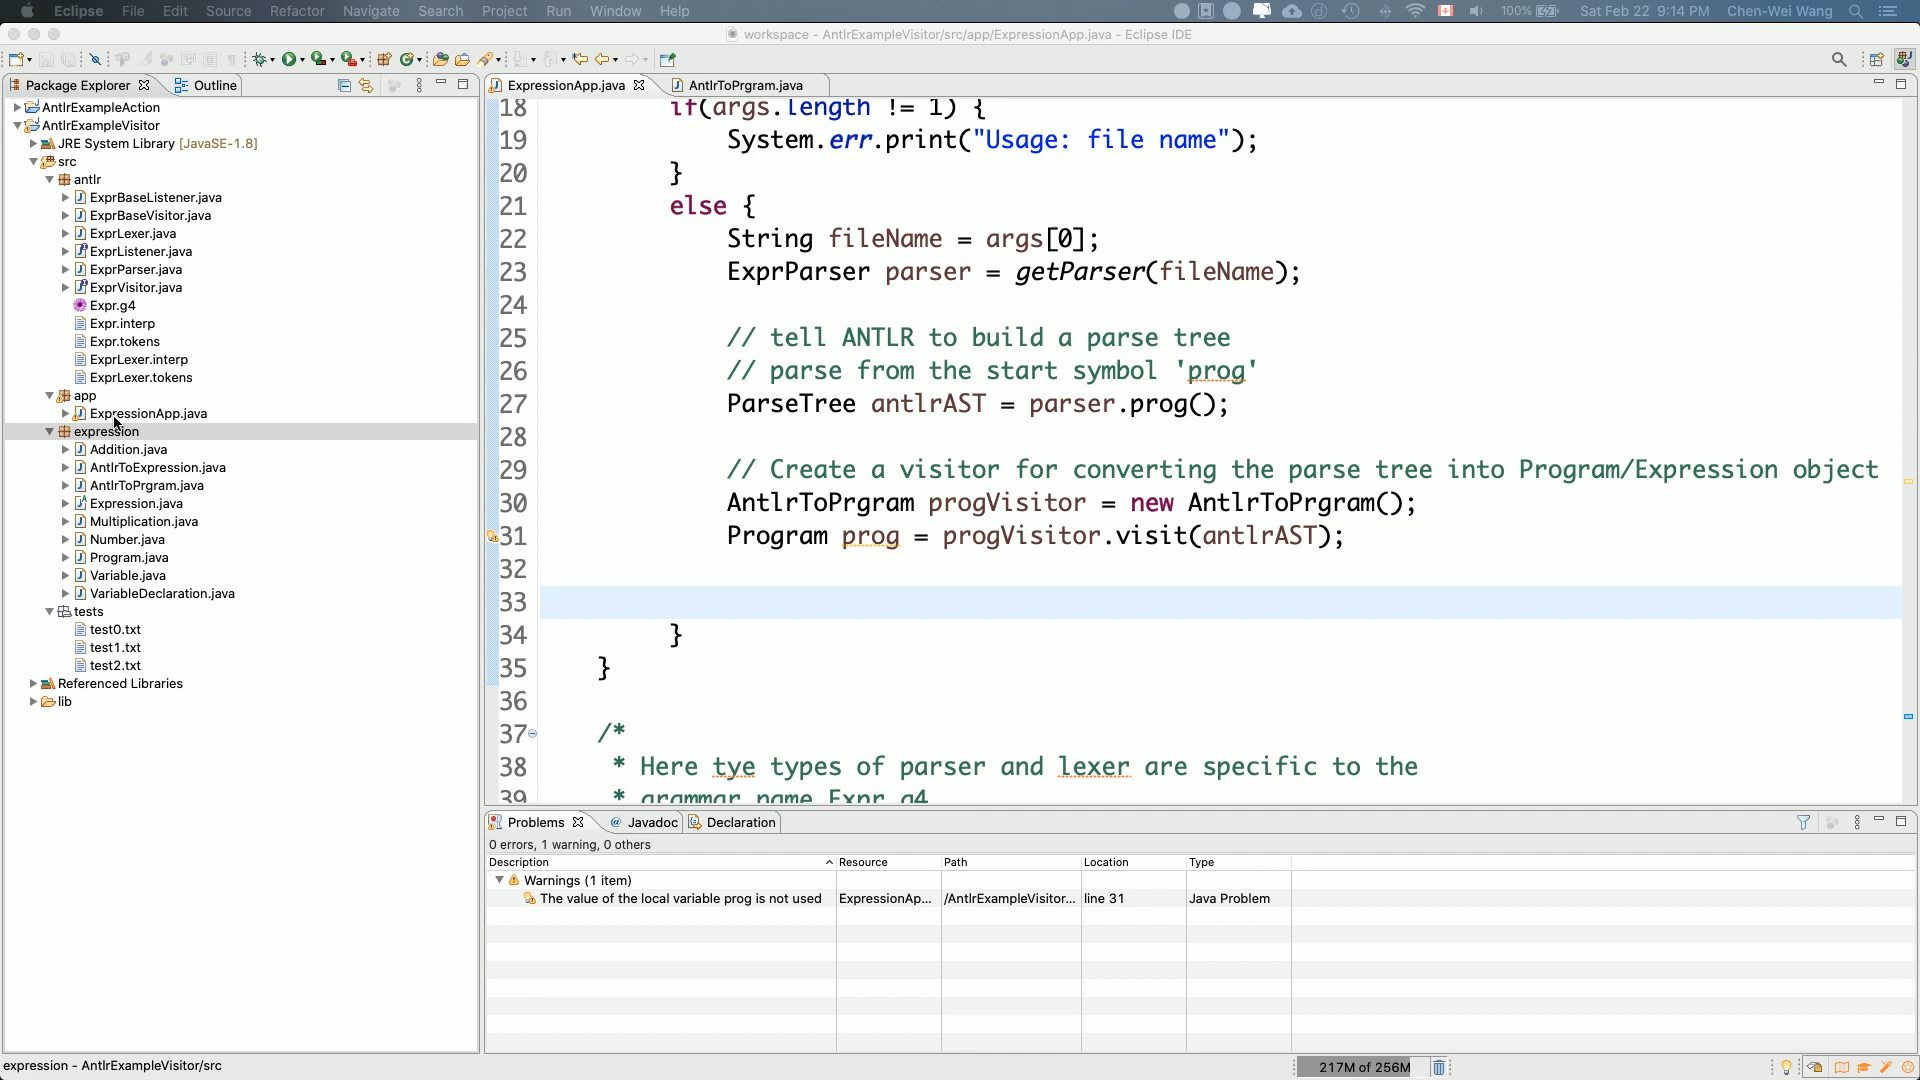 Eclipse File Edit Source Refactor Navigate Search Project Run Window Help 100% Sat Feb 22 9:14 PM Chen-Wei Wang
workspace - AntlrExampleVisitor/src/app/ExpressionApp.java - Eclipse IDE
Package Explorer Outline
AntlrExampleAction
AntlrExampleVisitor
JRE System Library [JavaSE-1.8]
src
antlr
ExprBaseListener.java
ExprBaseVisitor.java
ExprLexer.java
ExprListener.java
ExprParser.java
ExprVisitor.java
Expr.g4
Expr.interp
Expr.tokens
ExprLexer.interp
ExprLexer.tokens
app
ExpressionApp.java
expression
Addition.java
AntlrToExpression.java
AntlrToPrgram.java
Expression.java
Multiplication.java
Number.java
Program.java
Variable.java
VariableDeclaration.java
tests
test0.txt
test1.txt
test2.txt
Referenced Libraries
lib
ExpressionApp.java AntlrToPrgram.java
18 if(args.length != 1) {
19 System.err.print("Usage: file name");
20 }
21 else {
22 String fileName = args[0];
23 ExprParser parser = getParser(fileName);
24
25 // tell ANTLR to build a parse tree
26 // parse from the start symbol 'prog'
27 ParseTree antlrAST = parser.prog();
28
29 // Create a visitor for converting the parse tree into Program/Expression object
30 AntlrToPrgram progVisitor = new AntlrToPrgram();
31 Program prog = progVisitor.visit(antlrAST);
32
33
34 }
35 }
36
37 /*
38 * Here tye types of parser and lexer are specific to the
39 * grammar name Expr.g4
Problems Javadoc Declaration
0 errors, 1 warning, 0 others
Description Resource Path Location Type
Warnings (1 item)
The value of the local variable prog is not used ExpressionAp... /AntlrExampleVisitor... line 31 Java Problem
expression - AntlrExampleVisitor/src 217M of 256M